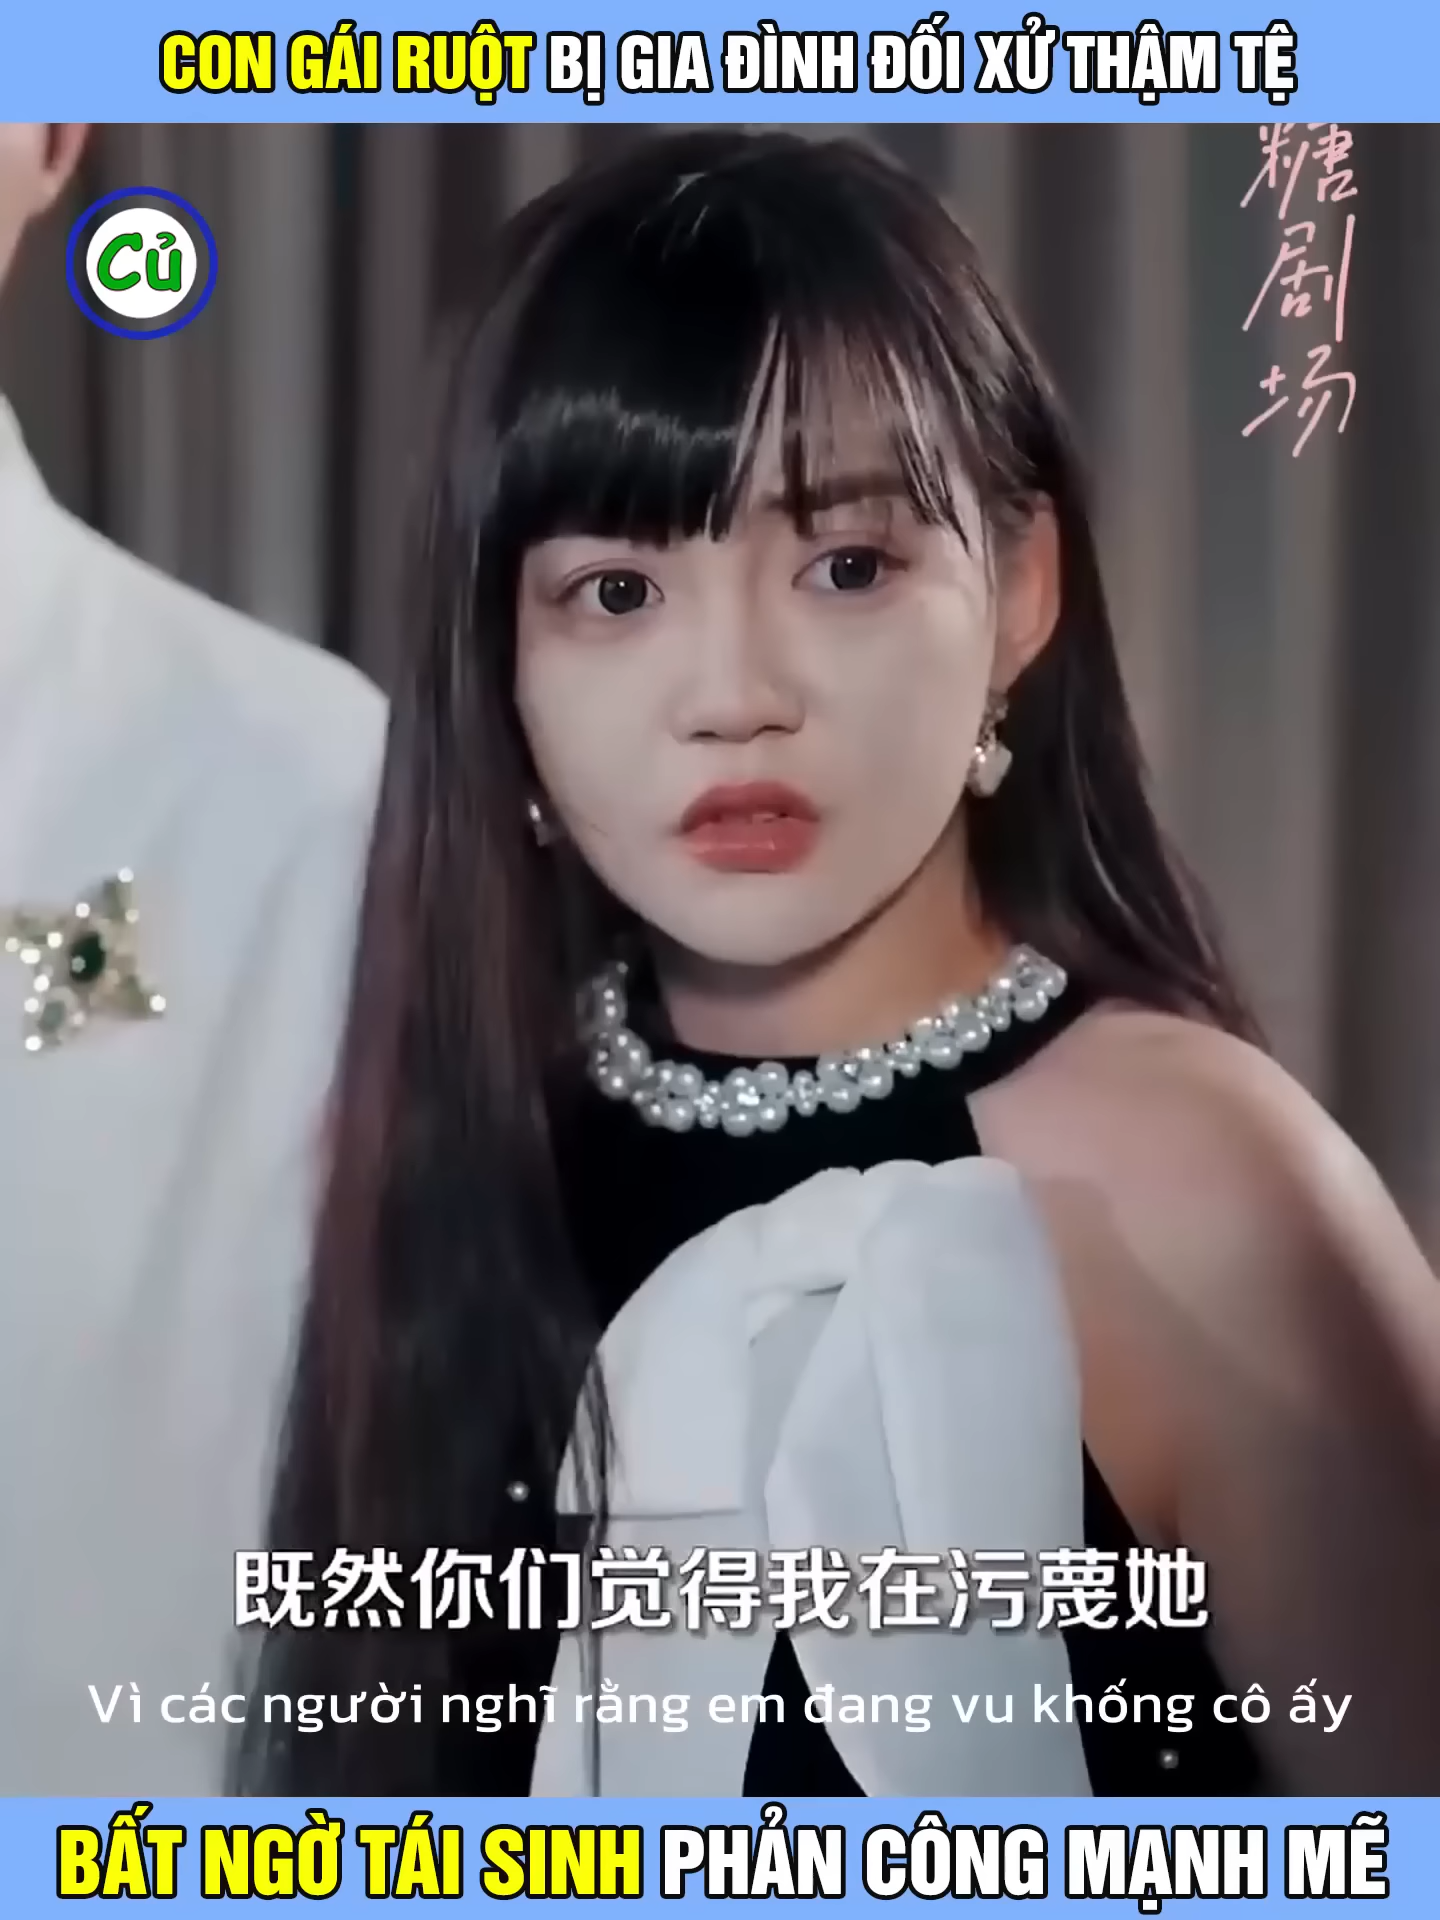 CON GÁI RUỘT BỊ GIA ĐÌNH ĐỐI XỬ THẬM TỆ
Củ
糖剧场
既然你们觉得我在污蔑她
Vì các người nghĩ rằng em đang vu khống cô ấy
BẤT NGỜ TÁI SINH PHẢN CÔNG MẠNH MẼ